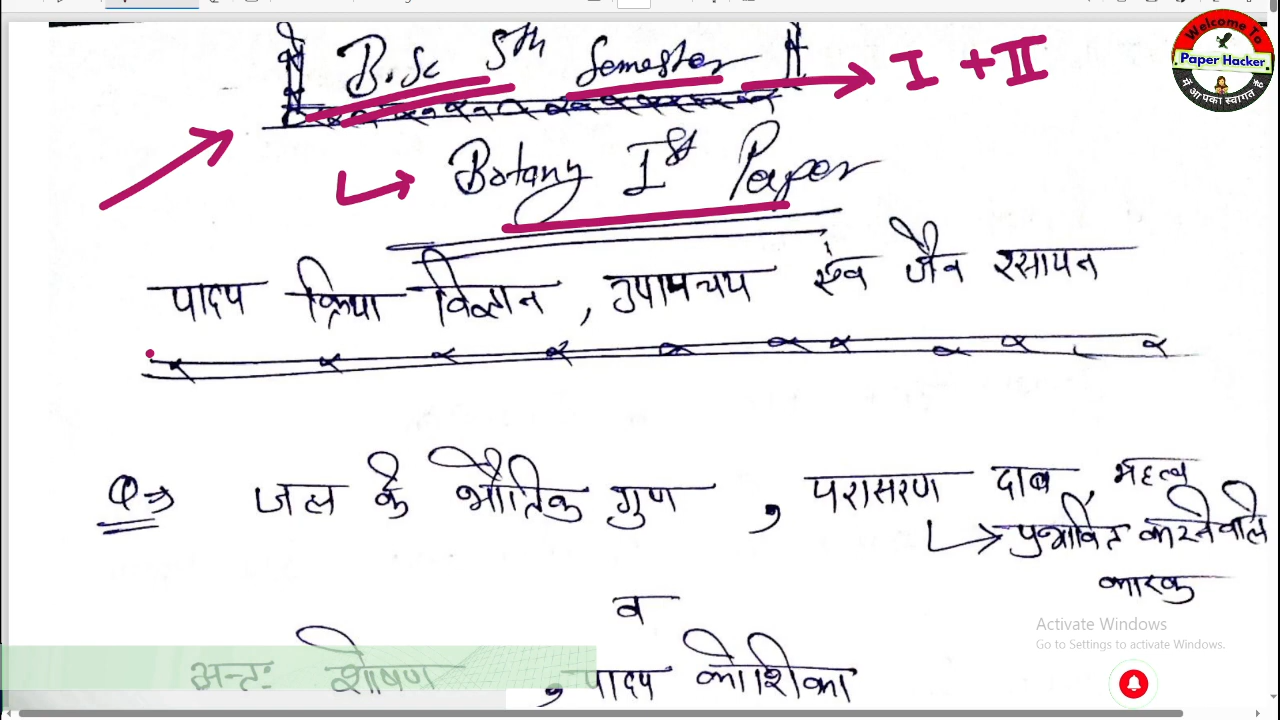 B.Sc 5th Semester → I + II
Welcome To
Paper Hacker
में आपका स्वागत है
Botany Ist Paper
पादप क्रिया विज्ञान, उपापचय एंव जैव रसायन
Q⇒ जल के भौतिक गुण, परासरण दाब, महत्व
↳ प्रभावित करने वाले
कारक
व
अन्तः शोषण, पादप कोशिका
Activate Windows
Go to Settings to activate Windows.